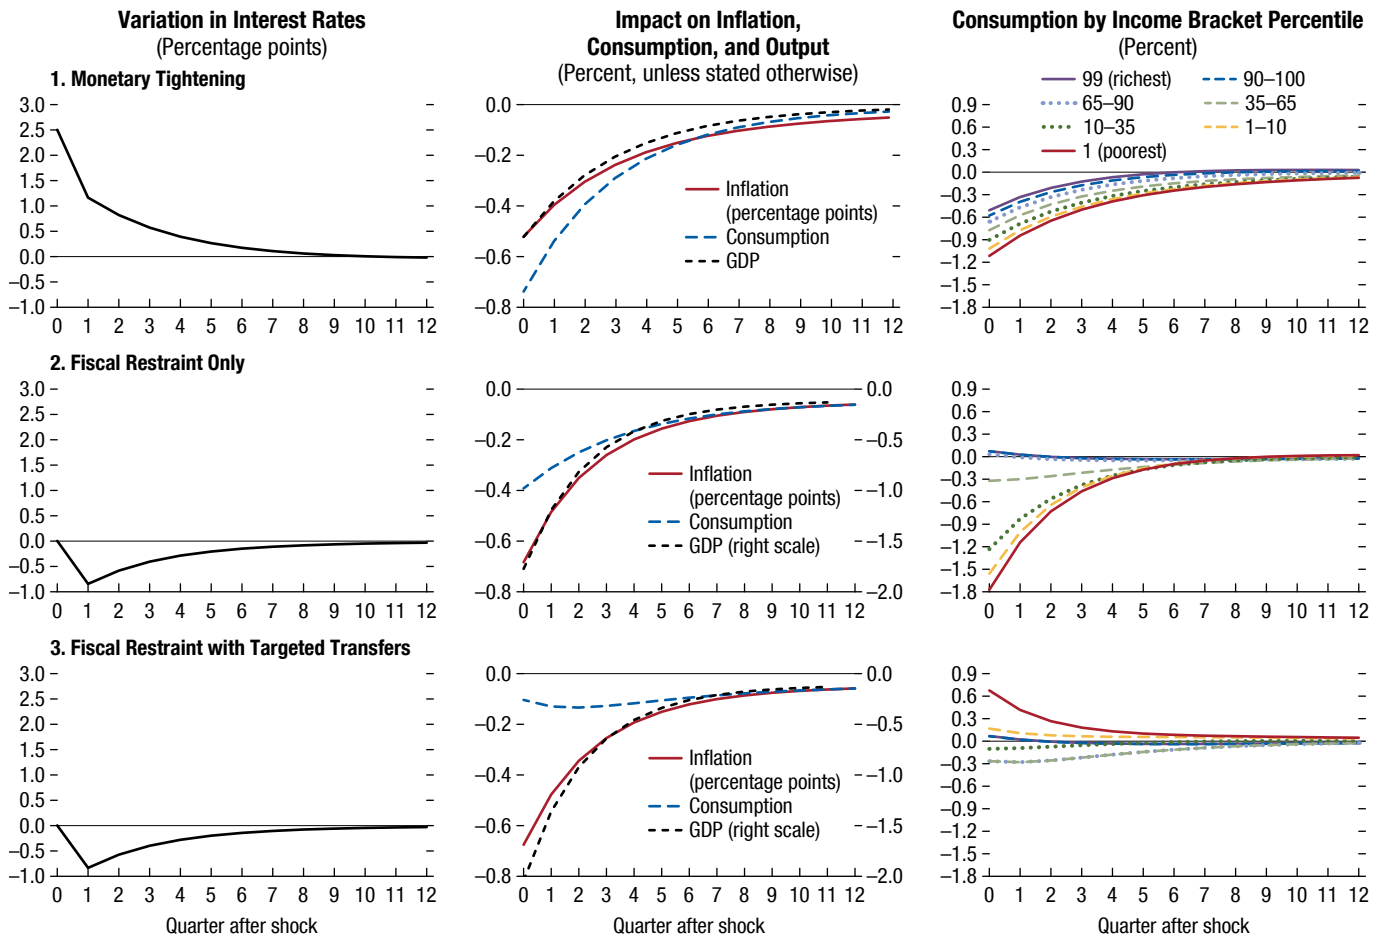 Variation in Interest Rates
(Percentage points)
Impact on Inflation,
Consumption, and Output
(Percent, unless stated otherwise)
Consumption by Income Bracket Percentile
(Percent)
1. Monetary Tightening
3.0
2.5
2.0
1.5
1.0
0.5
0.0
–0.5
–1.0
0 1 2 3 4 5 6 7 8 9 10 11 12
0.0
–0.2
–0.4
–0.6
–0.8
Inflation
(percentage points)
Consumption
GDP
0 1 2 3 4 5 6 7 8 9 10 11 12
99 (richest) 90–100
65–90 35–65
10–35 1–10
1 (poorest)
0.9
0.6
0.3
0.0
–0.3
–0.6
–0.9
–1.2
–1.5
–1.8
0 1 2 3 4 5 6 7 8 9 10 11 12
2. Fiscal Restraint Only
3.0
2.5
2.0
1.5
1.0
0.5
0.0
–0.5
–1.0
0 1 2 3 4 5 6 7 8 9 10 11 12
0.0
–0.2
–0.4
–0.6
–0.8
Inflation
(percentage points)
Consumption
GDP (right scale)
0.0
–0.5
–1.0
–1.5
–2.0
0 1 2 3 4 5 6 7 8 9 10 11 12
0.9
0.6
0.3
0.0
–0.3
–0.6
–0.9
–1.2
–1.5
–1.8
0 1 2 3 4 5 6 7 8 9 10 11 12
3. Fiscal Restraint with Targeted Transfers
3.0
2.5
2.0
1.5
1.0
0.5
0.0
–0.5
–1.0
0 1 2 3 4 5 6 7 8 9 10 11 12
Quarter after shock
0.0
–0.2
–0.4
–0.6
–0.8
Inflation
(percentage points)
Consumption
GDP (right scale)
0.0
–0.5
–1.0
–1.5
–2.0
0 1 2 3 4 5 6 7 8 9 10 11 12
Quarter after shock
0.9
0.6
0.3
0.0
–0.3
–0.6
–0.9
–1.2
–1.5
–1.8
0 1 2 3 4 5 6 7 8 9 10 11 12
Quarter after shock